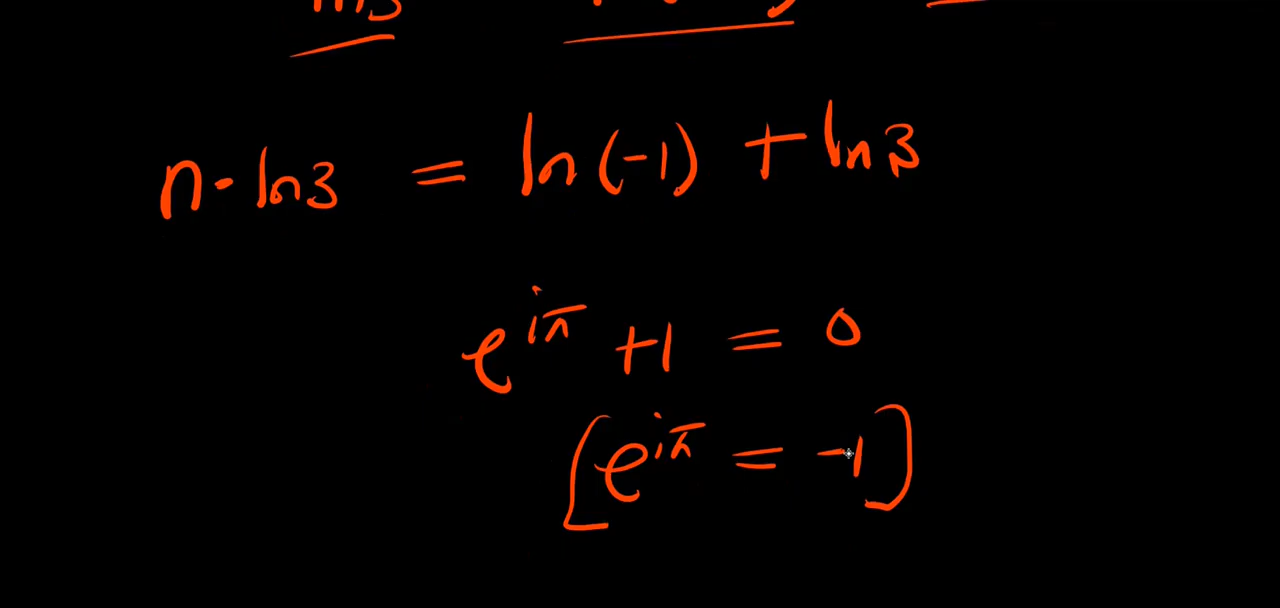 n · ln3 = ln(-1) + ln3
e^{iπ} + 1 = 0
[e^{iπ} = -1]